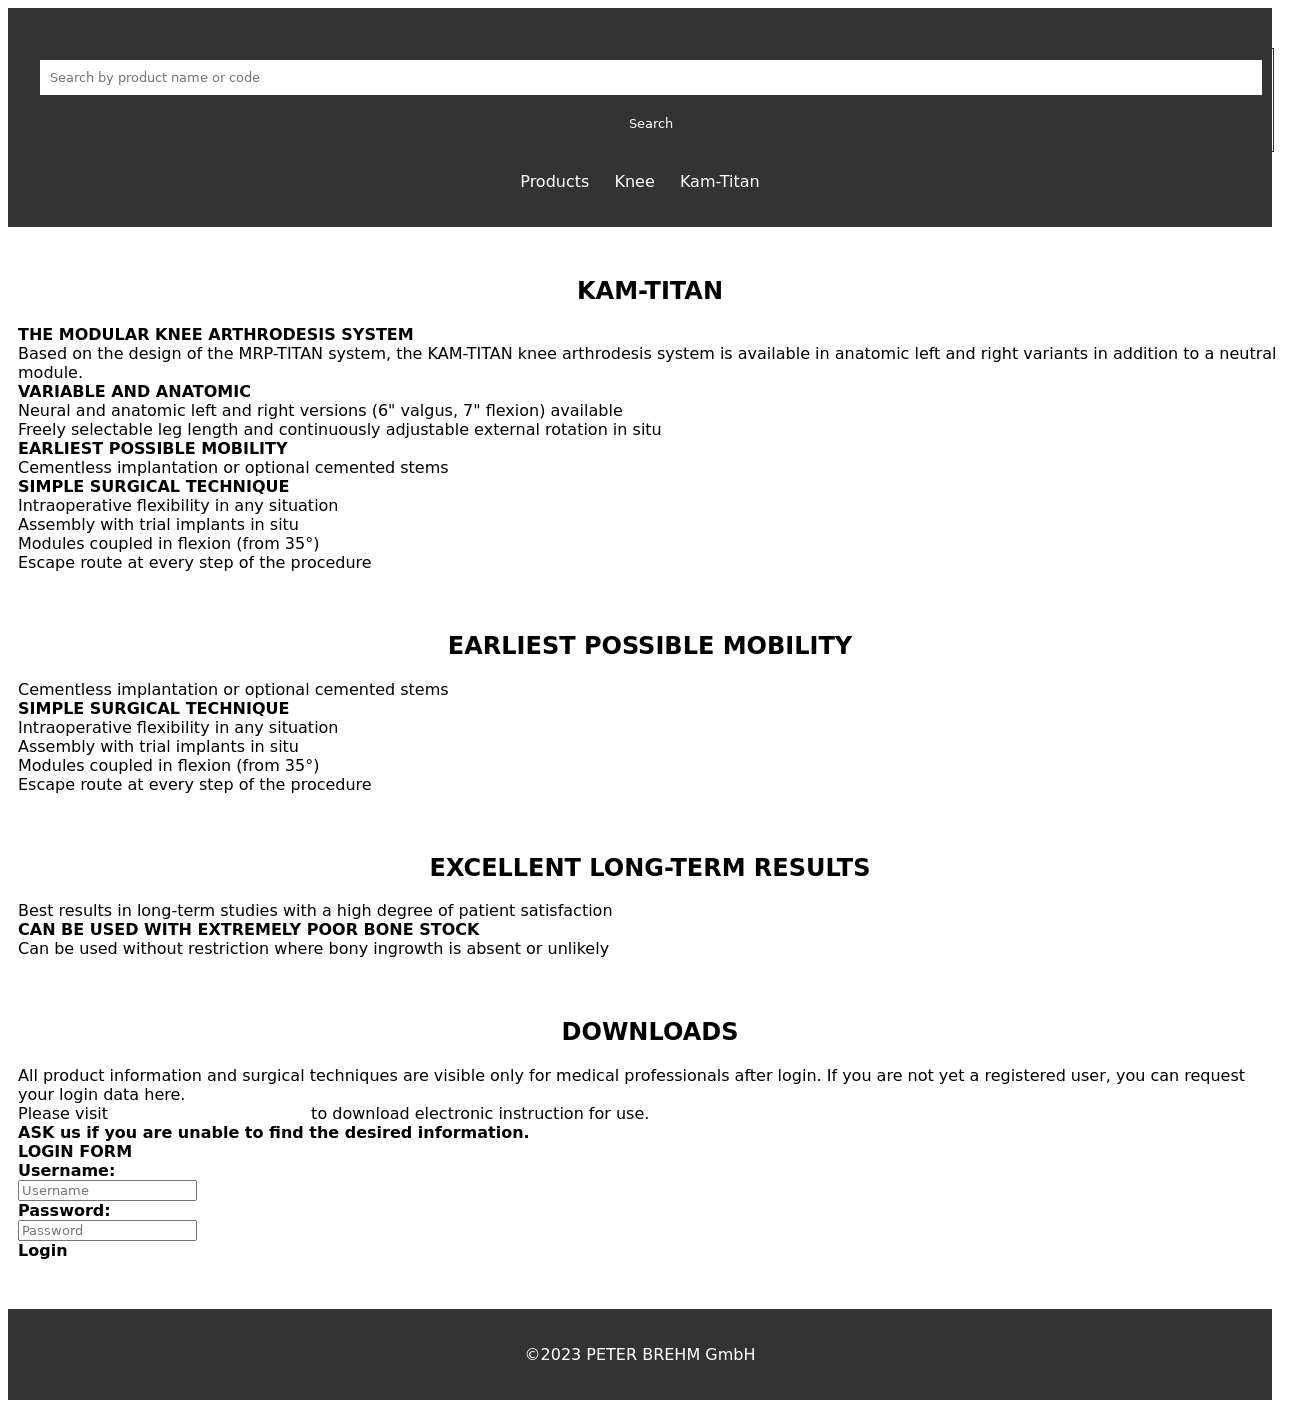 Search by product name or code
Search
Products Knee Kam-Titan
KAM-TITAN
THE MODULAR KNEE ARTHRODESIS SYSTEM
Based on the design of the MRP-TITAN system, the KAM-TITAN knee arthrodesis system is available in anatomic left and right variants in addition to a neutral
module.
VARIABLE AND ANATOMIC
Neural and anatomic left and right versions (6" valgus, 7" flexion) available
Freely selectable leg length and continuously adjustable external rotation in situ
EARLIEST POSSIBLE MOBILITY
Cementless implantation or optional cemented stems
SIMPLE SURGICAL TECHNIQUE
Intraoperative flexibility in any situation
Assembly with trial implants in situ
Modules coupled in flexion (from 35°)
Escape route at every step of the procedure
EARLIEST POSSIBLE MOBILITY
Cementless implantation or optional cemented stems
SIMPLE SURGICAL TECHNIQUE
Intraoperative flexibility in any situation
Assembly with trial implants in situ
Modules coupled in flexion (from 35°)
Escape route at every step of the procedure
EXCELLENT LONG-TERM RESULTS
Best results in long-term studies with a high degree of patient satisfaction
CAN BE USED WITH EXTREMELY POOR BONE STOCK
Can be used without restriction where bony ingrowth is absent or unlikely
DOWNLOADS
All product information and surgical techniques are visible only for medical professionals after login. If you are not yet a registered user, you can request
your login data here.
Please visit to download electronic instruction for use.
ASK us if you are unable to find the desired information.
LOGIN FORM
Username:
Username
Password:
Password
Login
©2023 PETER BREHM GmbH